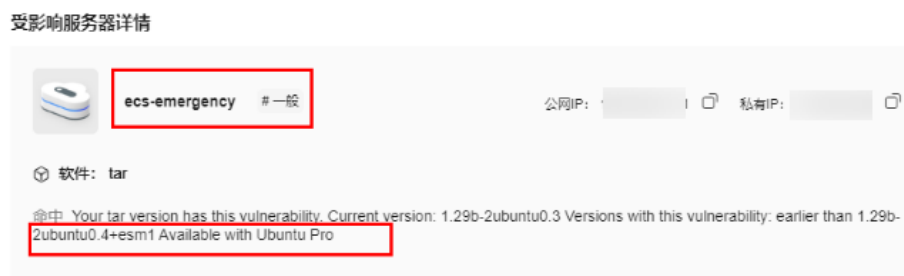 受影响服务器详情
ecs-emergency #一般 公网IP： 私有IP：
软件： tar
命中 Your tar version has this vulnerability. Current version: 1.29b-2ubuntu0.3 Versions with this vulnerability: earlier than 1.29b-
2ubuntu0.4+esm1 Available with Ubuntu Pro